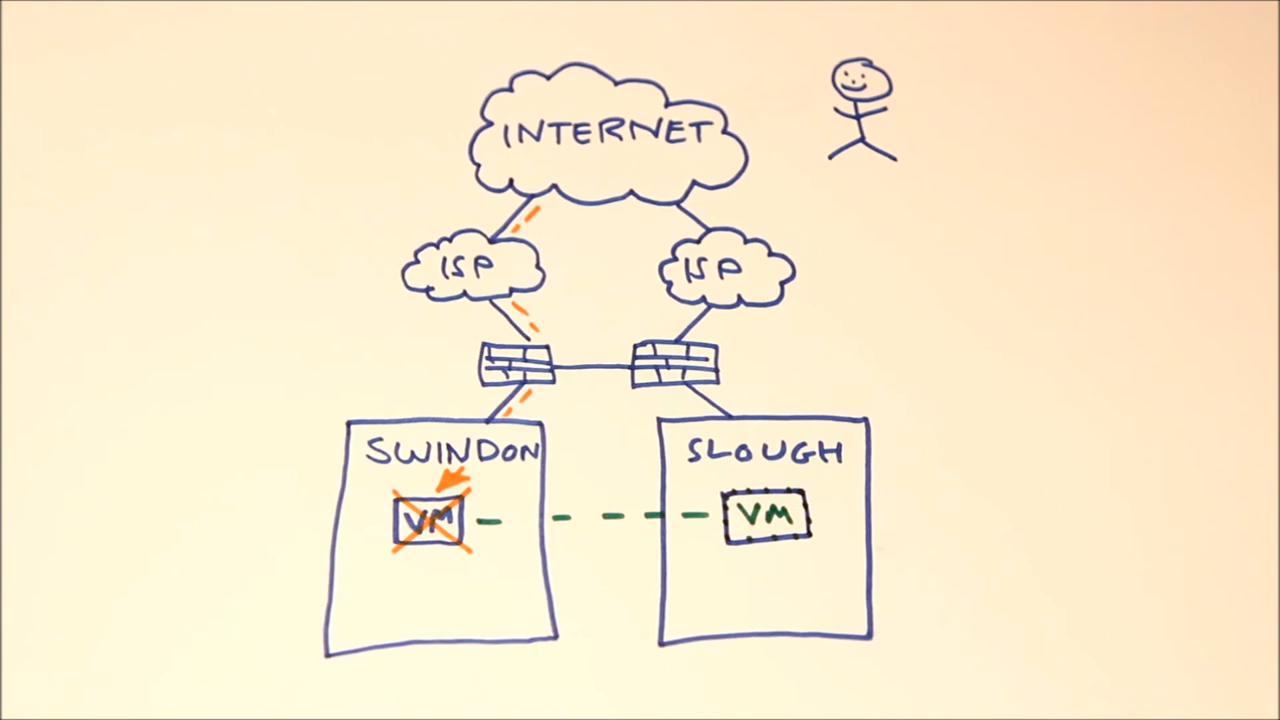 INTERNET
ISP
ISP
SWINDON
SLOUGH
VM
VM